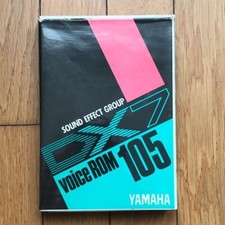 SOUND EFFECT GROUP
DX7
VOiCE ROM 105
YAMAHA